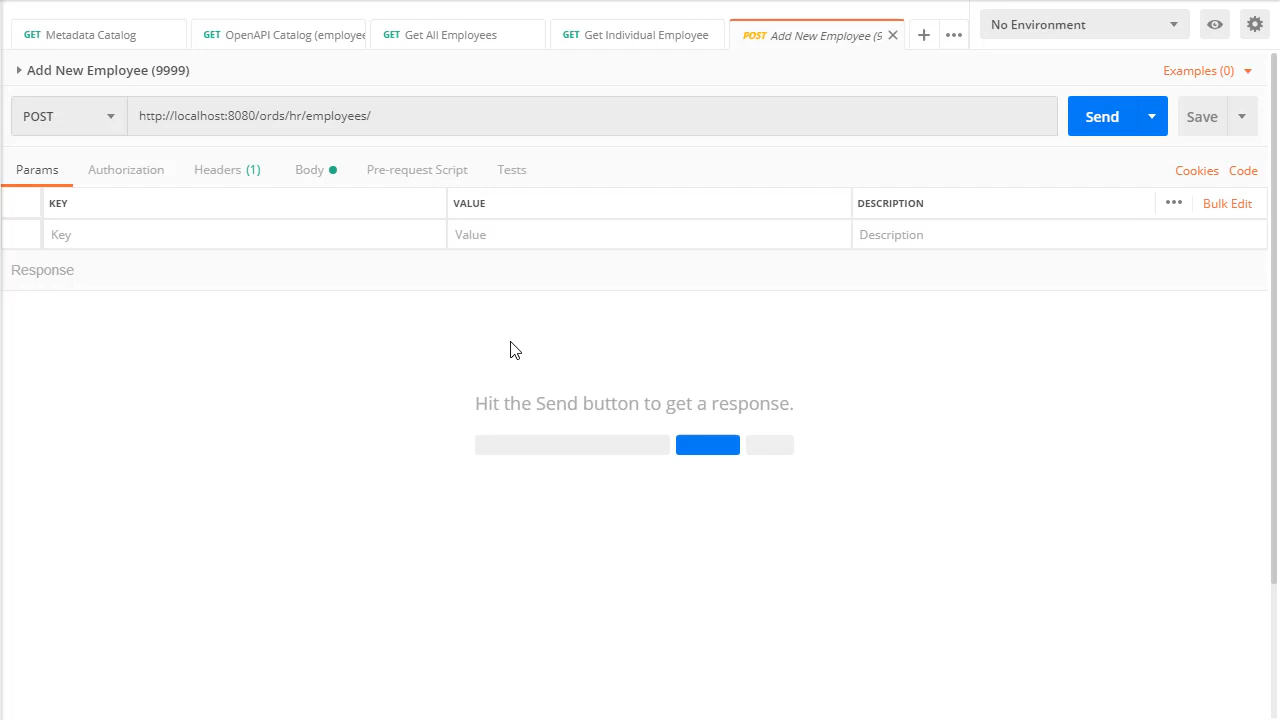 GET Metadata Catalog
GET OpenAPI Catalog (employee
GET Get All Employees
GET Get Individual Employee
POST Add New Employee (9
No Environment
Add New Employee (9999)
Examples (0)
POST
http://localhost:8080/ords/hr/employees/
Send
Save
Params
Authorization
Headers (1)
Body
Pre-request Script
Tests
Cookies
Code
KEY
VALUE
DESCRIPTION
Bulk Edit
Key
Value
Description
Response
Hit the Send button to get a response.